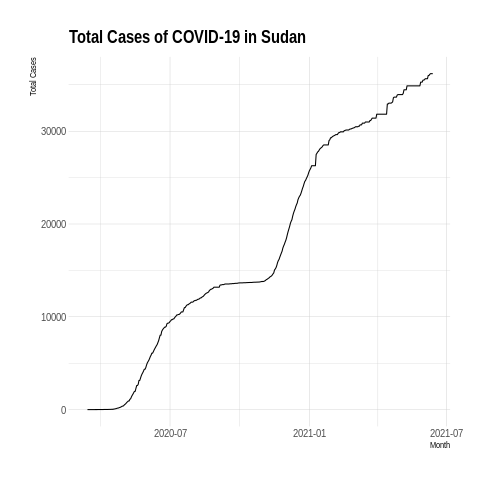 Total Cases of COVID-19 in Sudan
Total Cases
30000
20000
10000
0
2020-07
2021-01
2021-07
Month